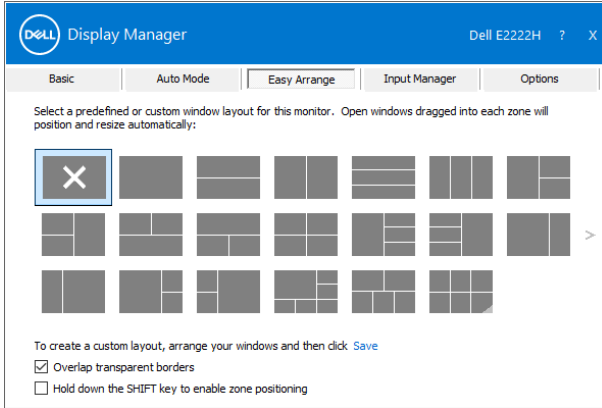 DELL Display Manager Dell E2222H ? X
Basic Auto Mode Easy Arrange Input Manager Options
Select a predefined or custom window layout for this monitor. Open windows dragged into each zone will
position and resize automatically:
>
To create a custom layout, arrange your windows and then click Save
Overlap transparent borders
Hold down the SHIFT key to enable zone positioning